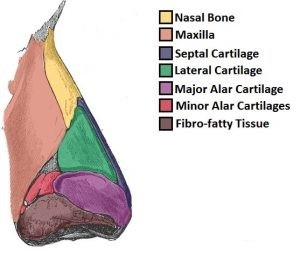 Nasal Bone
Maxilla
Septal Cartilage
Lateral Cartilage
Major Alar Cartilage
Minor Alar Cartilages
Fibro-fatty Tissue